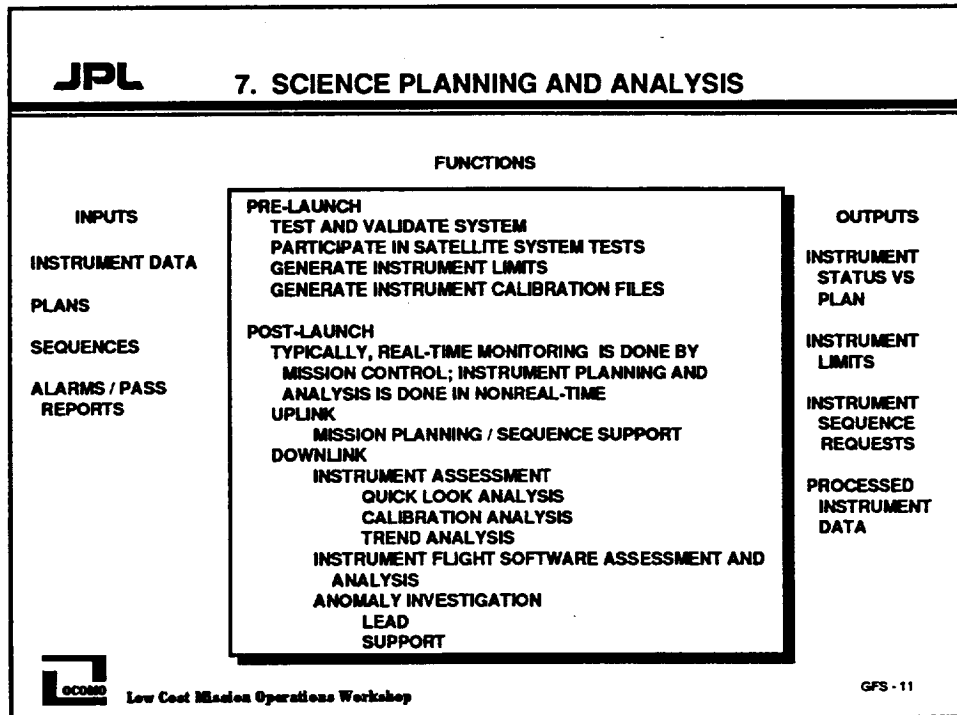 JPL
7. SCIENCE PLANNING AND ANALYSIS
FUNCTIONS
INPUTS
INSTRUMENT DATA
PLANS
SEQUENCES
ALARMS / PASS
REPORTS
PRE-LAUNCH
TEST AND VALIDATE SYSTEM
PARTICIPATE IN SATELLITE SYSTEM TESTS
GENERATE INSTRUMENT LIMITS
GENERATE INSTRUMENT CALIBRATION FILES
POST-LAUNCH
TYPICALLY, REAL-TIME MONITORING IS DONE BY
MISSION CONTROL; INSTRUMENT PLANNING AND
ANALYSIS IS DONE IN NONREAL-TIME
UPLINK
MISSION PLANNING / SEQUENCE SUPPORT
DOWNLINK
INSTRUMENT ASSESSMENT
QUICK LOOK ANALYSIS
CALIBRATION ANALYSIS
TREND ANALYSIS
INSTRUMENT FLIGHT SOFTWARE ASSESSMENT AND
ANALYSIS
ANOMALY INVESTIGATION
LEAD
SUPPORT
OUTPUTS
INSTRUMENT
STATUS VS
PLAN
INSTRUMENT
LIMITS
INSTRUMENT
SEQUENCE
REQUESTS
PROCESSED
INSTRUMENT
DATA
LOCOMO
Low Cost Mission Operations Workshop
GFS - 11